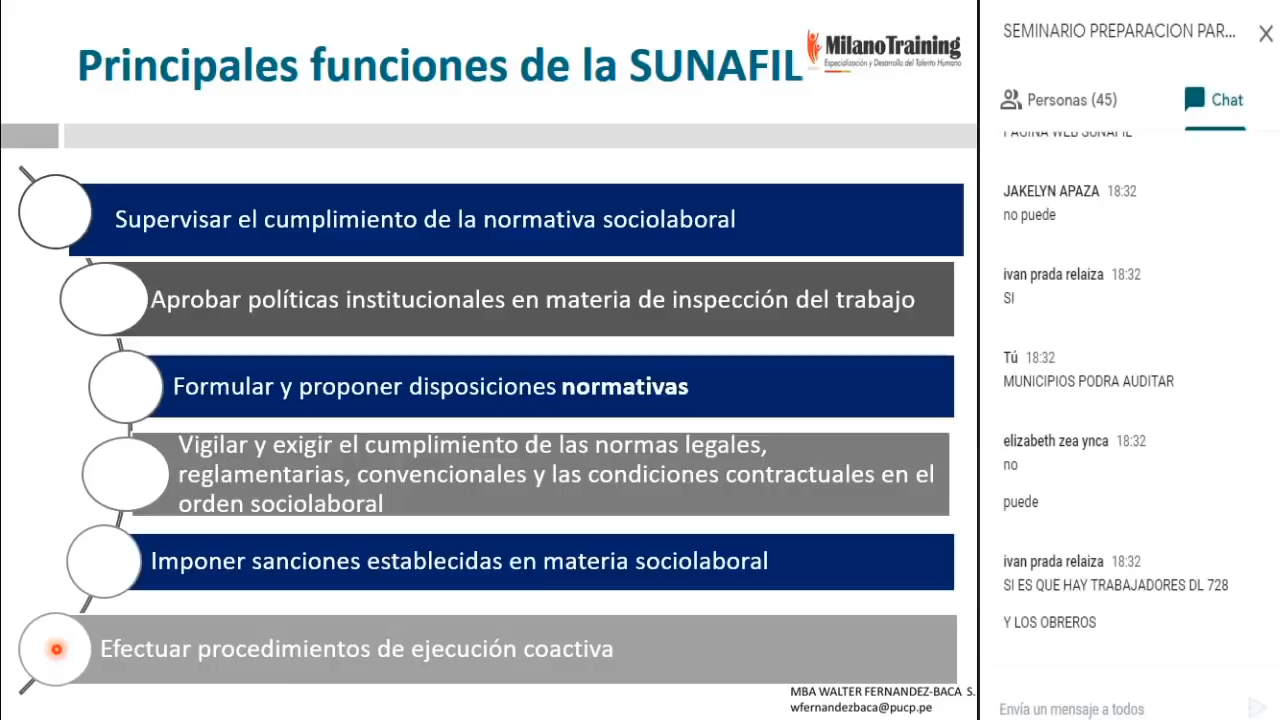 Principales funciones de la SUNAFIL
MilanoTraining
Especialización y Desarrollo del Talento Humano
Supervisar el cumplimiento de la normativa sociolaboral
Aprobar políticas institucionales en materia de inspección del trabajo
Formular y proponer disposiciones normativas
Vigilar y exigir el cumplimiento de las normas legales,
reglamentarias, convencionales y las condiciones contractuales en el
orden sociolaboral
Imponer sanciones establecidas en materia sociolaboral
Efectuar procedimientos de ejecución coactiva
MBA WALTER FERNANDEZ-BACA S.
wfernandezbaca@pucp.pe
SEMINARIO PREPARACION PAR...
Personas (45)
Chat
PAGINA WEB SUNAFIL
JAKELYN APAZA 18:32
no puede
ivan prada relaiza 18:32
SI
Tú 18:32
MUNICIPIOS PODRA AUDITAR
elizabeth zea ynca 18:32
no
puede
ivan prada relaiza 18:32
SI ES QUE HAY TRABAJADORES DL 728
Y LOS OBREROS
Envía un mensaje a todos